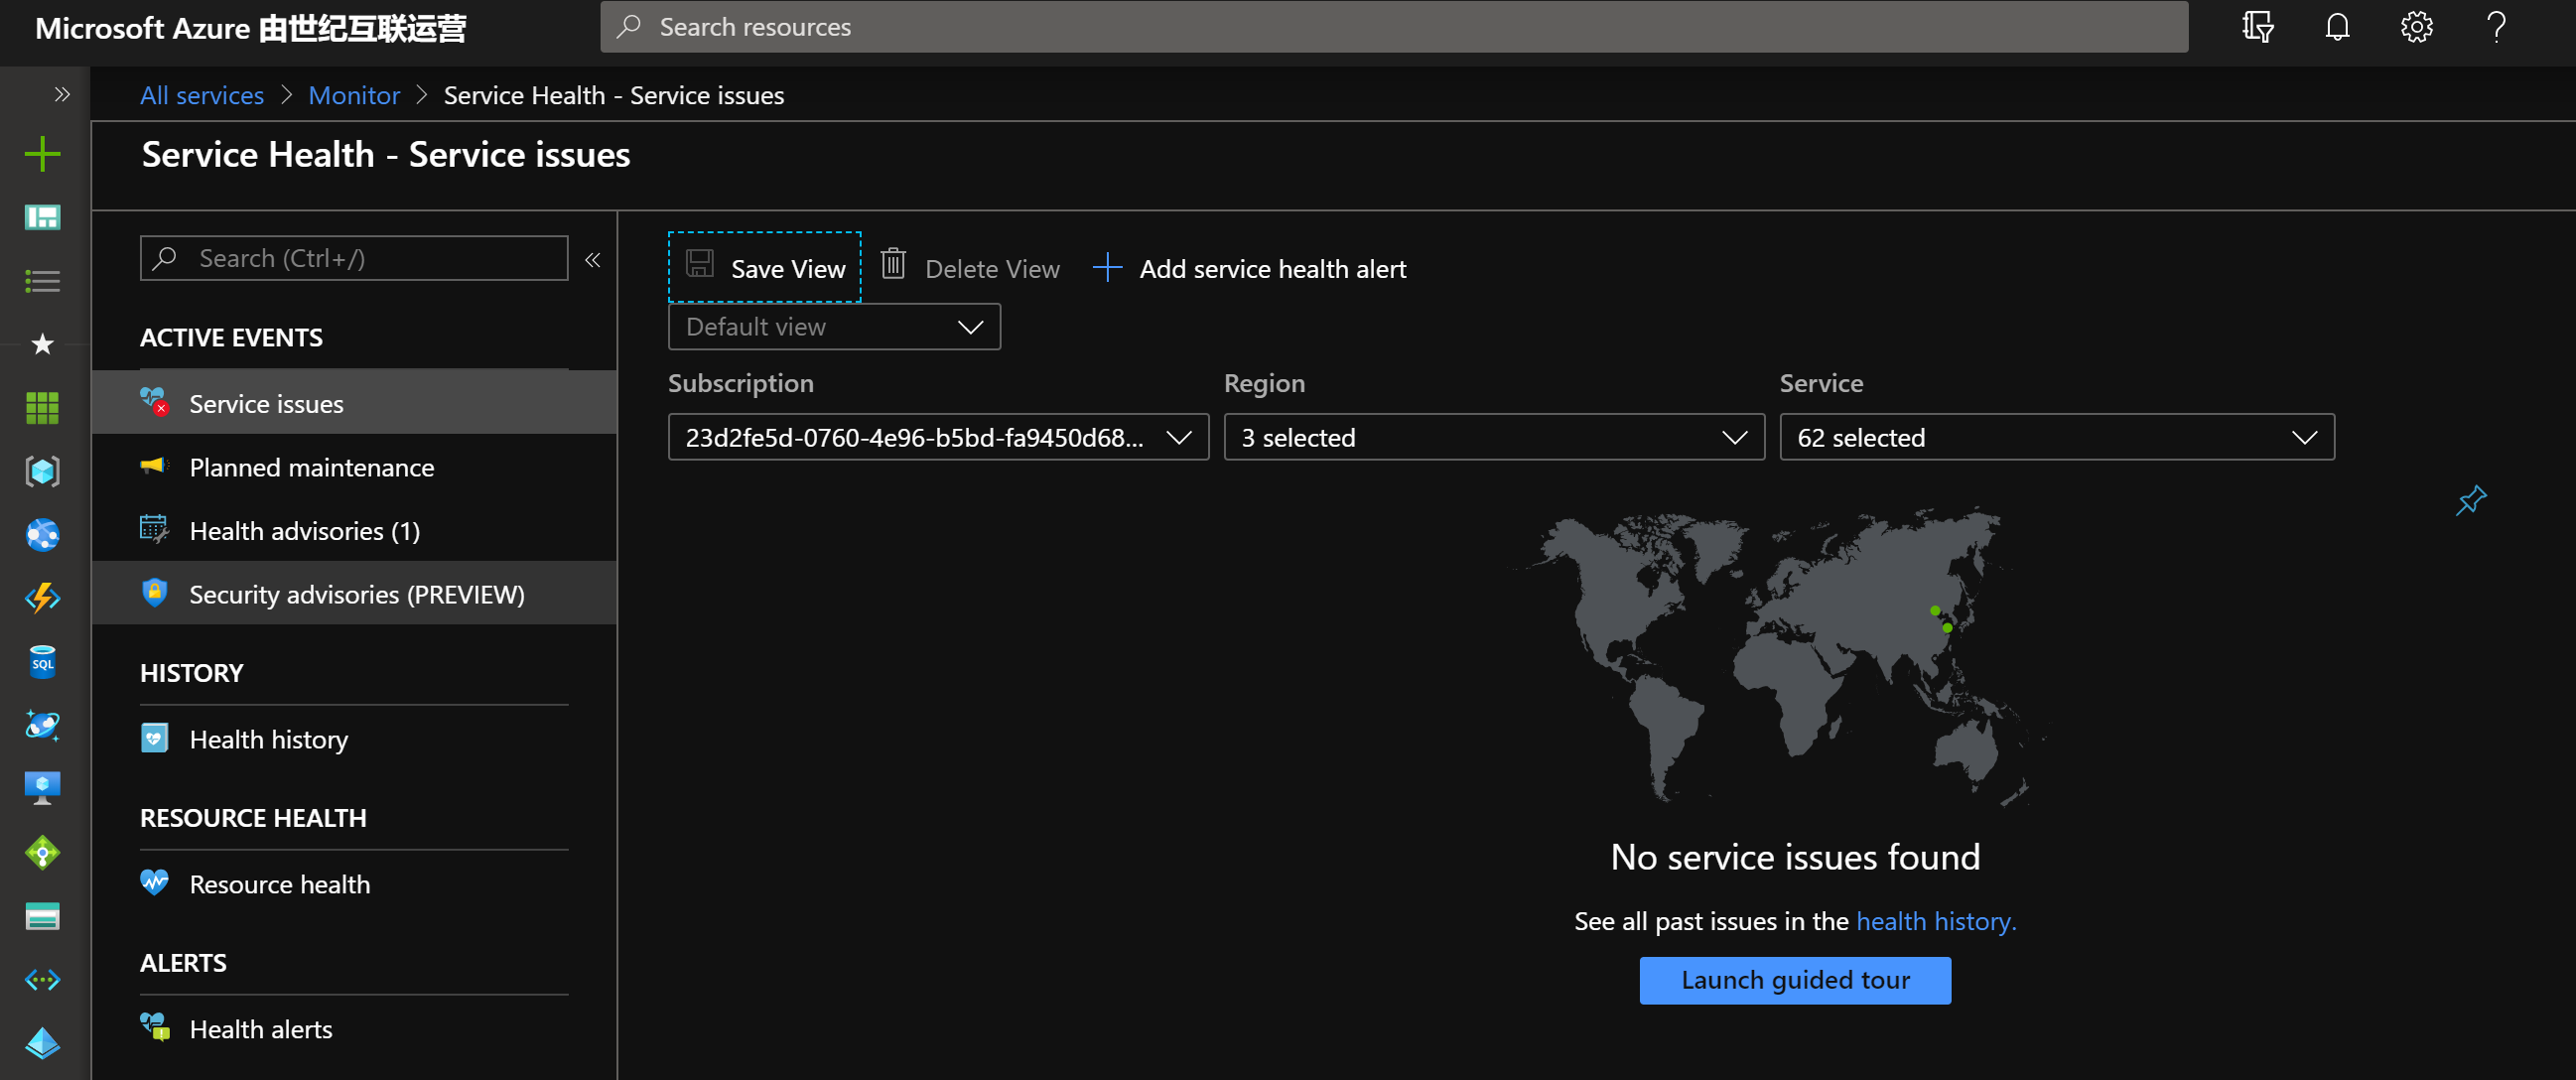 Microsoft Azure 由世纪互联运营
Search resources
All services > Monitor > Service Health - Service issues
Service Health - Service issues
Search (Ctrl+/)
ACTIVE EVENTS
Service issues
Planned maintenance
Health advisories (1)
Security advisories (PREVIEW)
HISTORY
Health history
RESOURCE HEALTH
Resource health
ALERTS
Health alerts
Save View
Delete View
Add service health alert
Default view
Subscription
Region
Service
23d2fe5d-0760-4e96-b5bd-fa9450d68...
3 selected
62 selected
No service issues found
See all past issues in the health history.
Launch guided tour
SQL